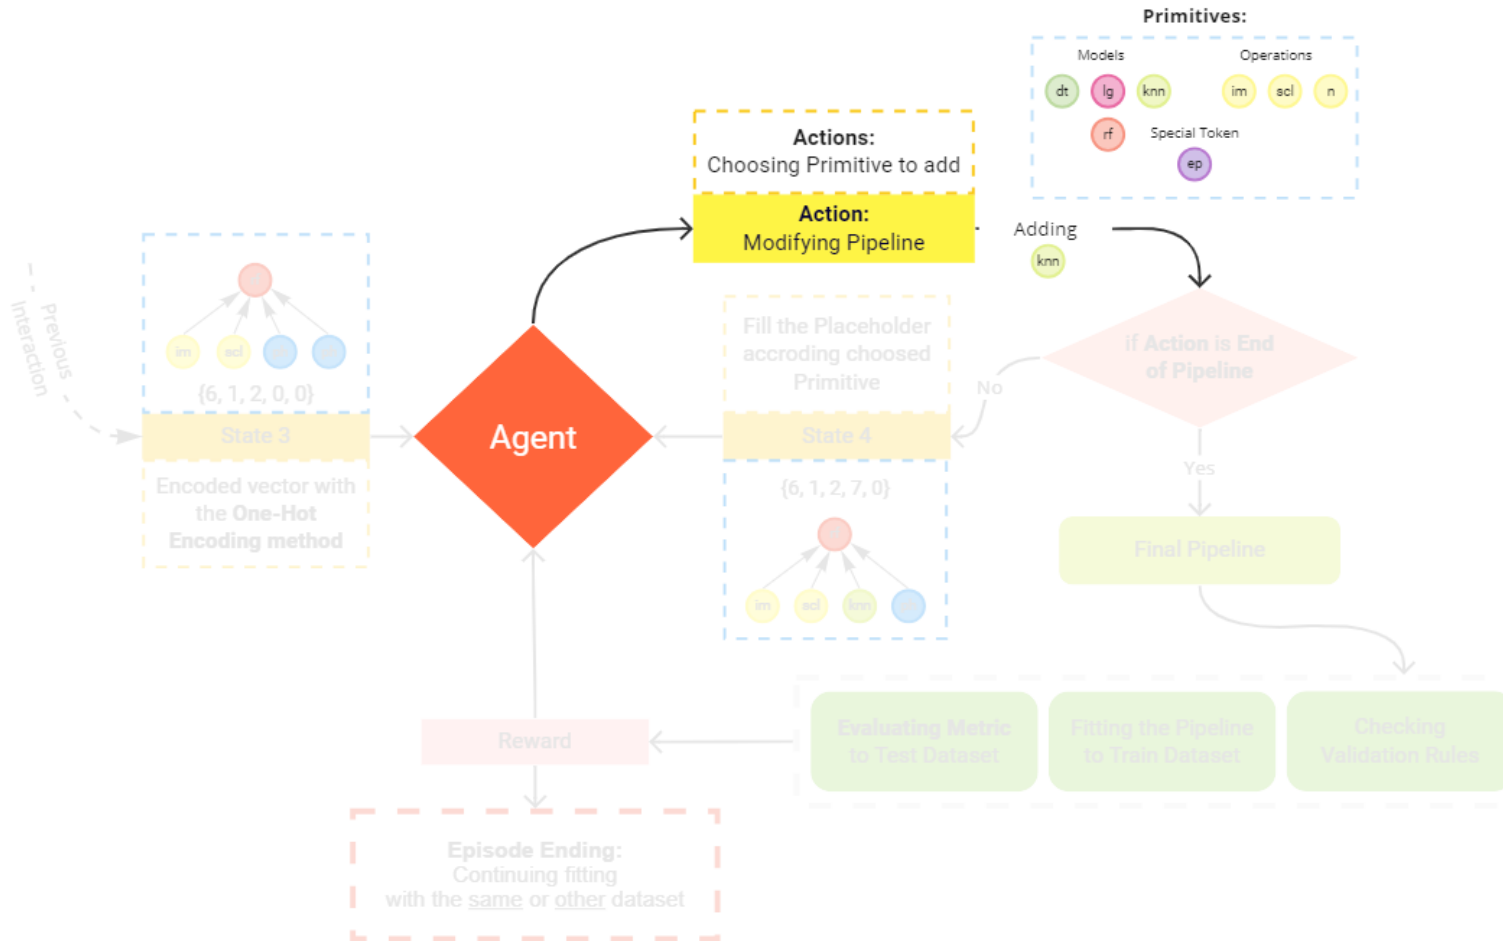 Primitives:
Models
Operations
dt
lg
knn
im
scl
n
rf
Special Token
ep
Actions:
Choosing Primitive to add
Action:
Modifying Pipeline
Adding
knn
Previous
Interaction
im
scl
{6, 1, 2, 0, 0}
State 3
Encoded vector with
the One-Hot
Encoding method
Agent
Fill the Placeholder
accroding choosed
Primitive
State 4
{6, 1, 2, 7, 0}
im
scl
knn
No
if Action is End
of Pipeline
Yes
Final Pipeline
Checking
Validation Rules
Fitting the Pipeline
to Train Dataset
Evaluating Metric
to Test Dataset
Reward
Episode Ending:
Continuing fitting
with the same or other dataset